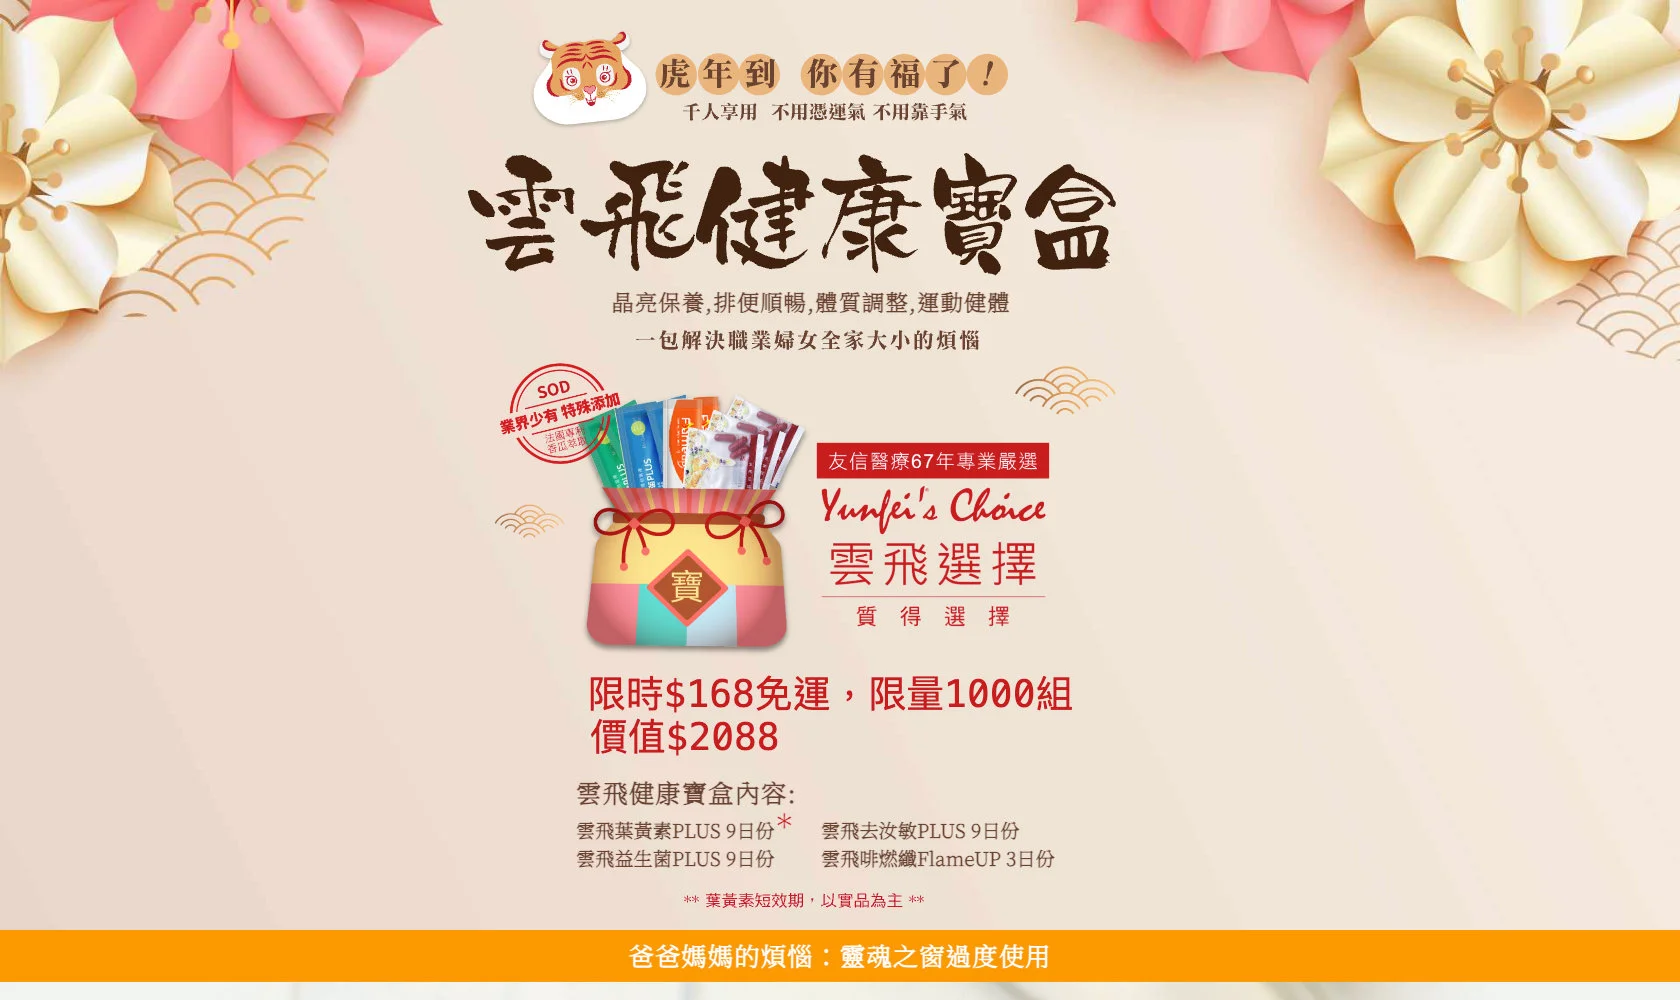 虎年到 你有福了！
千人享用 不用憑運氣 不用靠手氣
雲飛健康寶盒
晶亮保養,排便順暢,體質調整,運動健體
一包解決職業婦女全家大小的煩惱
SOD
業界少有 特殊添加
法國專利
香瓜萃取
PLUS
寶
友信醫療67年專業嚴選
Yunfei's Choice
雲飛選擇
質得選擇
限時$168免運，限量1000組
價值$2088
雲飛健康寶盒內容:
雲飛葉黃素PLUS 9日份* 雲飛去汝敏PLUS 9日份
雲飛益生菌PLUS 9日份 雲飛啡燃纖FlameUP 3日份
** 葉黃素短效期，以實品為主 **
爸爸媽媽的煩惱：靈魂之窗過度使用